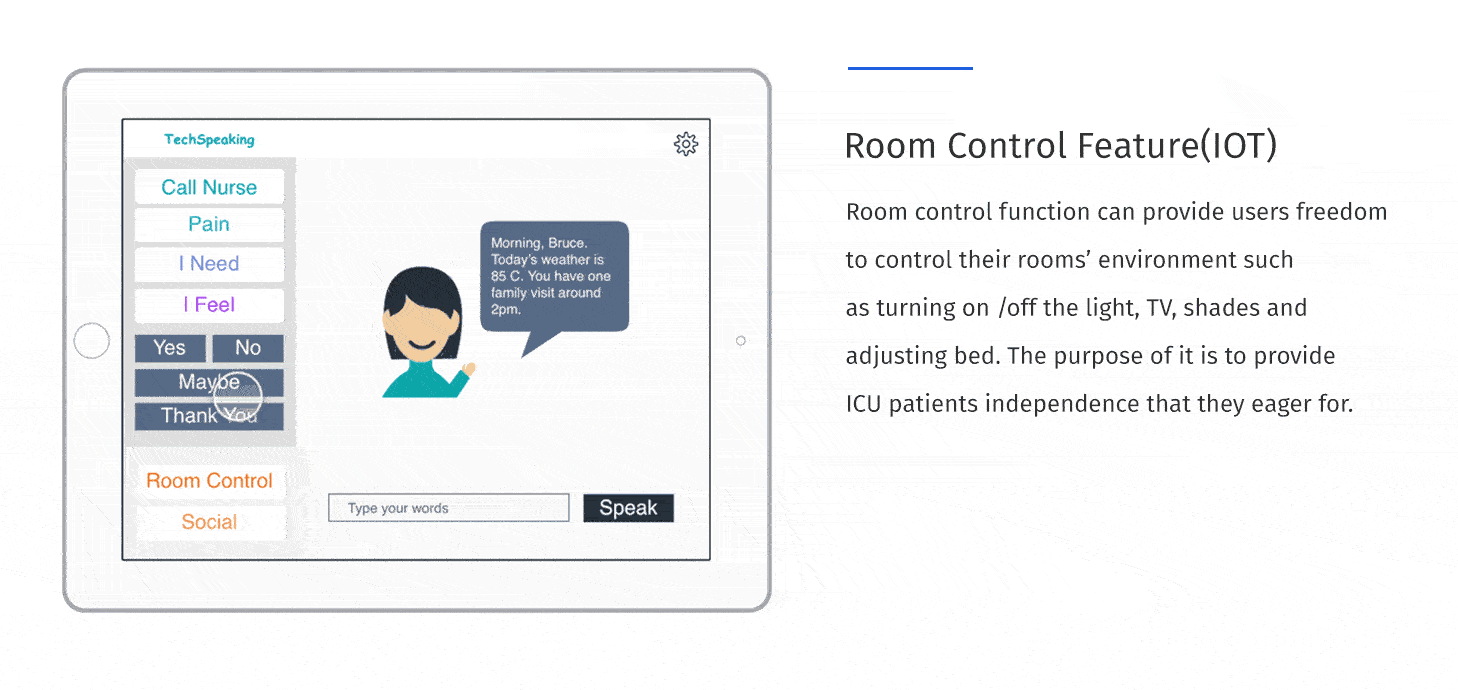 TechSpeaking
Call Nurse
Pain
I Need
I Feel
Yes No
Maybe
Thank You
Room Control
Social
Morning, Bruce.
Today's weather is
85 C. You have one
family visit around
2pm.
Type your words
Speak
Room Control Feature(IOT)
Room control function can provide users freedom
to control their rooms’ environment such
as turning on /off the light, TV, shades and
adjusting bed. The purpose of it is to provide
ICU patients independence that they eager for.